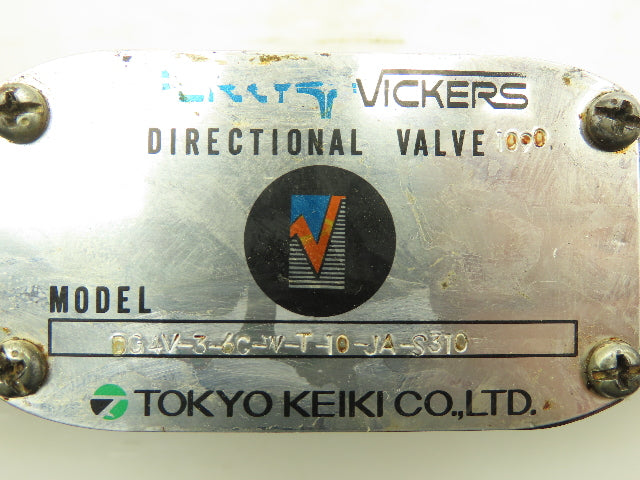 VICKERS
DIRECTIONAL VALVE
MODEL
DG4V-3-6C-W-T-10-JA-S310
TOKYO KEIKI CO.,LTD.